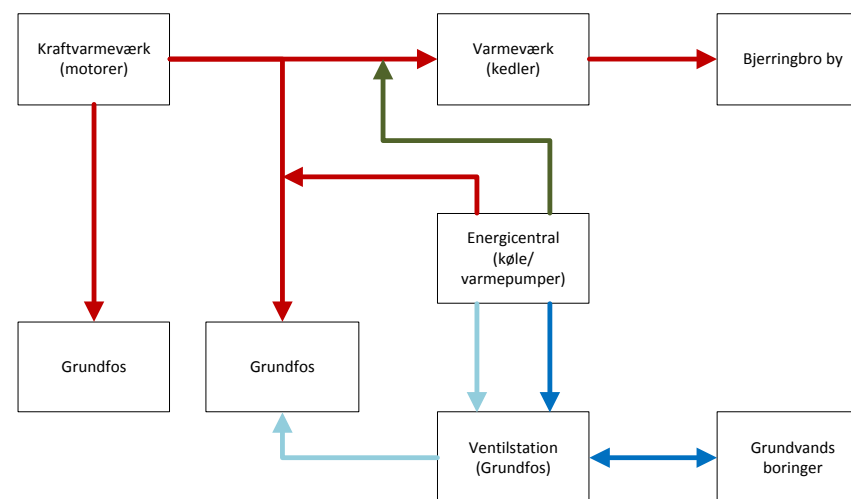 Kraftvarmeværk
(motorer)
Varmeværk
(kedler)
Bjerringbro by
Energicentral
(køle/
varmepumper)
Grundfos
Grundfos
Ventilstation
(Grundfos)
Grundvands
boringer